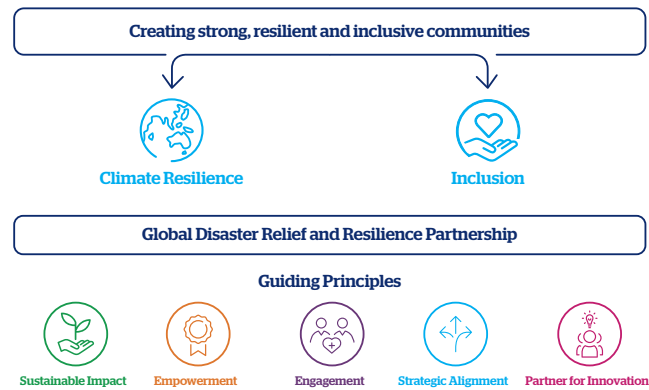 Creating strong, resilient and inclusive communities
Climate Resilience
Inclusion
Global Disaster Relief and Resilience Partnership
Guiding Principles
Sustainable Impact
Empowerment
Engagement
Strategic Alignment
Partner for Innovation